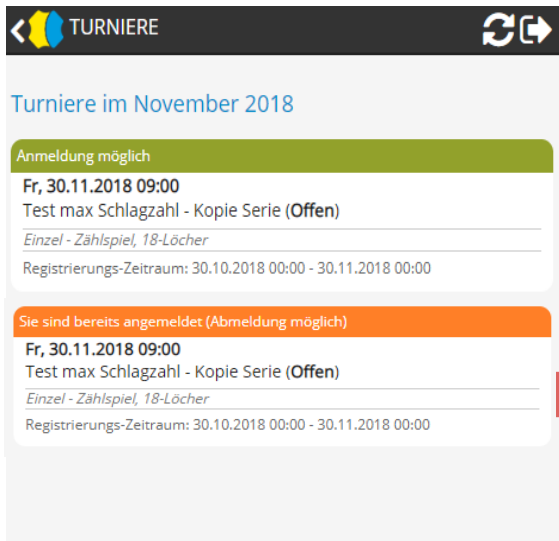 TURNIERE
Turniere im November 2018
Anmeldung möglich
Fr, 30.11.2018 09:00
Test max Schlagzahl - Kopie Serie (Offen)
Einzel - Zählspiel, 18-Löcher
Registrierungs-Zeitraum: 30.10.2018 00:00 - 30.11.2018 00:00
Sie sind bereits angemeldet (Abmeldung möglich)
Fr, 30.11.2018 09:00
Test max Schlagzahl - Kopie Serie (Offen)
Einzel - Zählspiel, 18-Löcher
Registrierungs-Zeitraum: 30.10.2018 00:00 - 30.11.2018 00:00